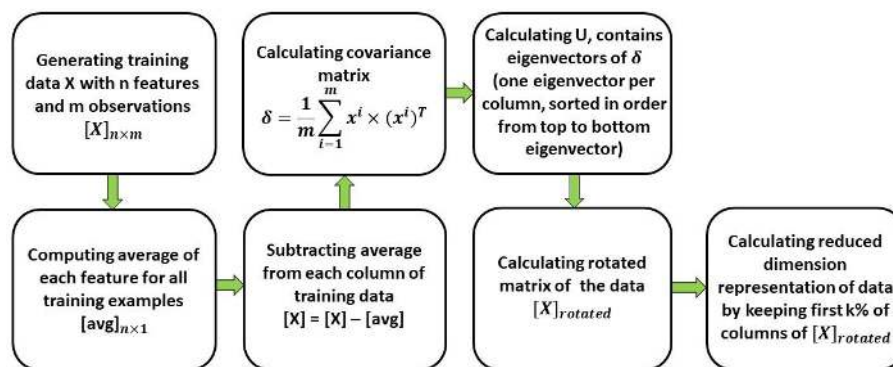 Generating training
data X with n features
and m observations
[X]ₙ×ₘ
Computing average of
each feature for all
training examples
[avg]ₙ×₁
Subtracting average
from each column of
training data
[X] = [X] – [avg]
Calculating covariance
matrix
δ = 1/m ∑ᵢ₌₁ᵐ xⁱ × (xⁱ)ᵀ
Calculating U, contains
eigenvectors of δ
(one eigenvector per
column, sorted in order
from top to bottom
eigenvector)
Calculating rotated
matrix of the data
[X]rotated
Calculating reduced
dimension
representation of data
by keeping first k% of
columns of [X]rotated